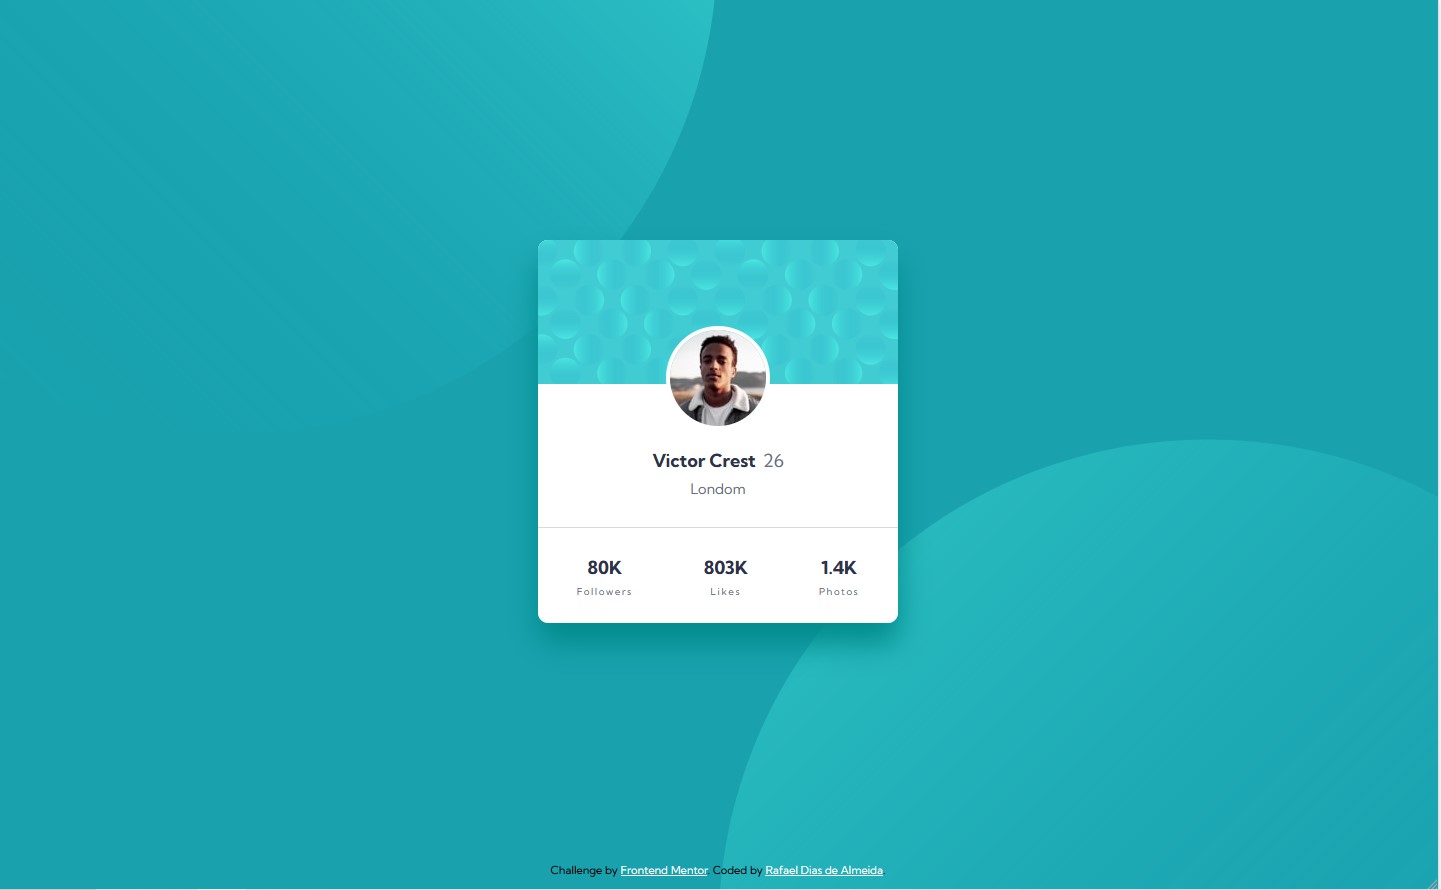 Victor Crest 26
Londom
80K 803K 1.4K
Followers Likes Photos
Challenge by Frontend Mentor. Coded by Rafael Dias de Almeida.